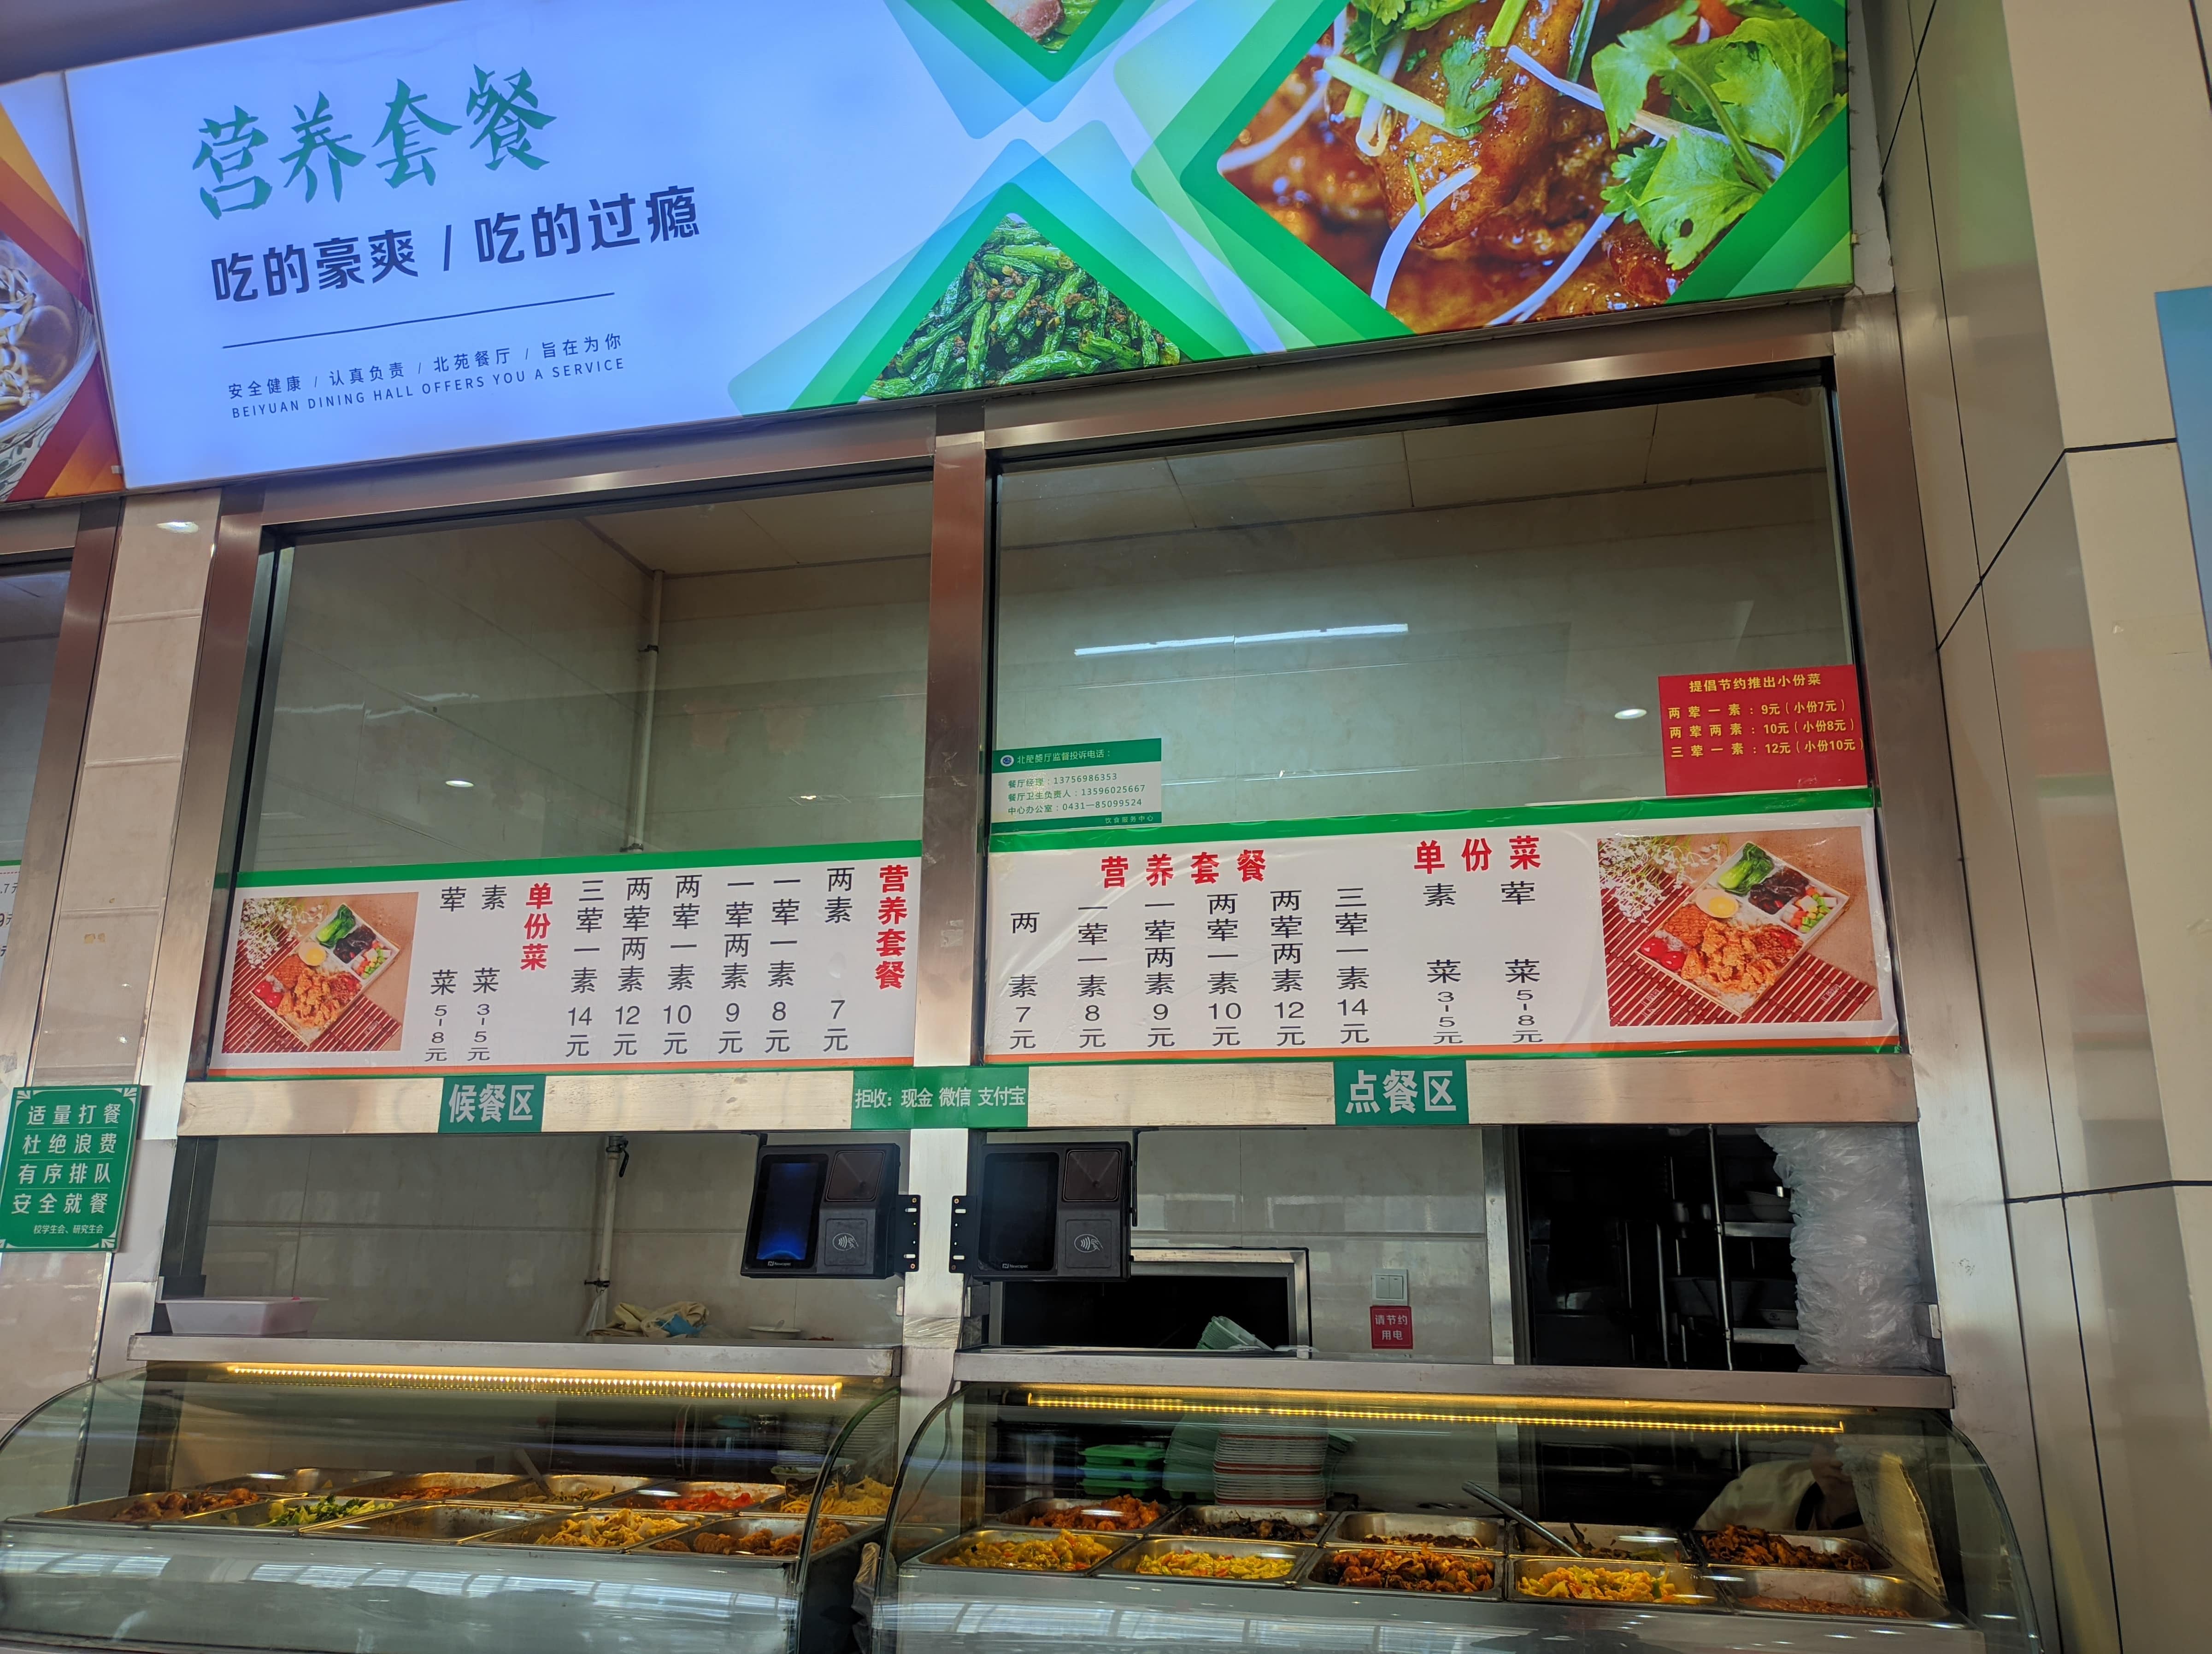 营养套餐
吃的豪爽 / 吃的过瘾
安全健康 / 认真负责 / 北苑餐厅 / 旨在为你
BEIYUAN DINING HALL OFFERS YOU A SERVICE
提倡节约推出小份菜
两荤一素：9元（小份7元）
两荤两素：10元（小份8元）
三荤一素：12元（小份10元）
北苑餐厅监督投诉电话：
餐厅经理：13756986353
餐厅卫生负责人：13596025667
中心办公室：0431—85099524
饮食服务中心
营养套餐
两素 7元
一荤一素 8元
一荤两素 9元
两荤一素 10元
两荤两素 12元
三荤一素 14元
单份菜
素菜 3-5元
荤菜 5-8元
营养套餐
两素 7元
一荤一素 8元
一荤两素 9元
两荤一素 10元
两荤两素 12元
三荤一素 14元
单份菜
素菜 3-5元
荤菜 5-8元
候餐区
拒收：现金 微信 支付宝
点餐区
适量打餐
杜绝浪费
有序排队
安全就餐
校学生会、研究生会
请节约
用电